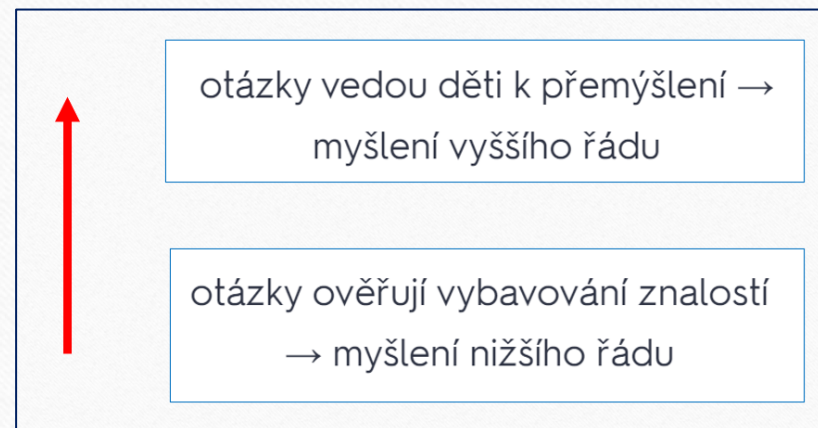 otázky vedou děti k přemýšlení →
myšlení vyššího řádu
otázky ověřují vybavování znalostí
→ myšlení nižšího řádu